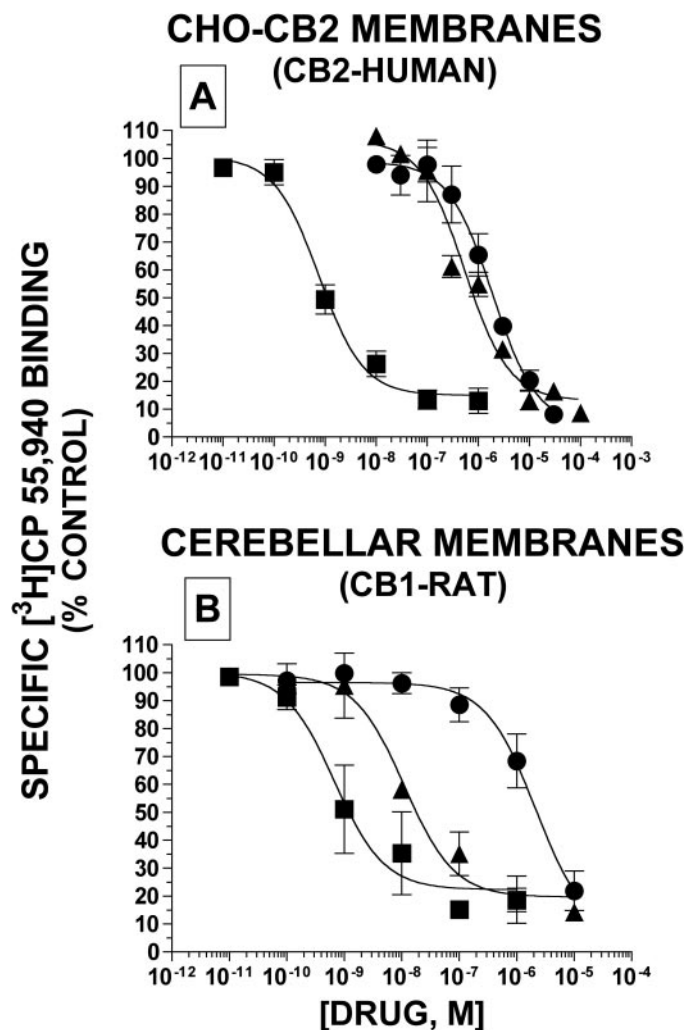 CHO-CB2 MEMBRANES
(CB2-HUMAN)
A
110
100
90
80
70
60
50
40
30
20
10
0
10⁻¹² 10⁻¹¹ 10⁻¹⁰ 10⁻⁹ 10⁻⁸ 10⁻⁷ 10⁻⁶ 10⁻⁵ 10⁻⁴ 10⁻³
SPECIFIC [³H]CP 55,940 BINDING
(% CONTROL)
CEREBELLAR MEMBRANES
(CB1-RAT)
B
110
100
90
80
70
60
50
40
30
20
10
0
10⁻¹² 10⁻¹¹ 10⁻¹⁰ 10⁻⁹ 10⁻⁸ 10⁻⁷ 10⁻⁶ 10⁻⁵ 10⁻⁴
[DRUG, M]